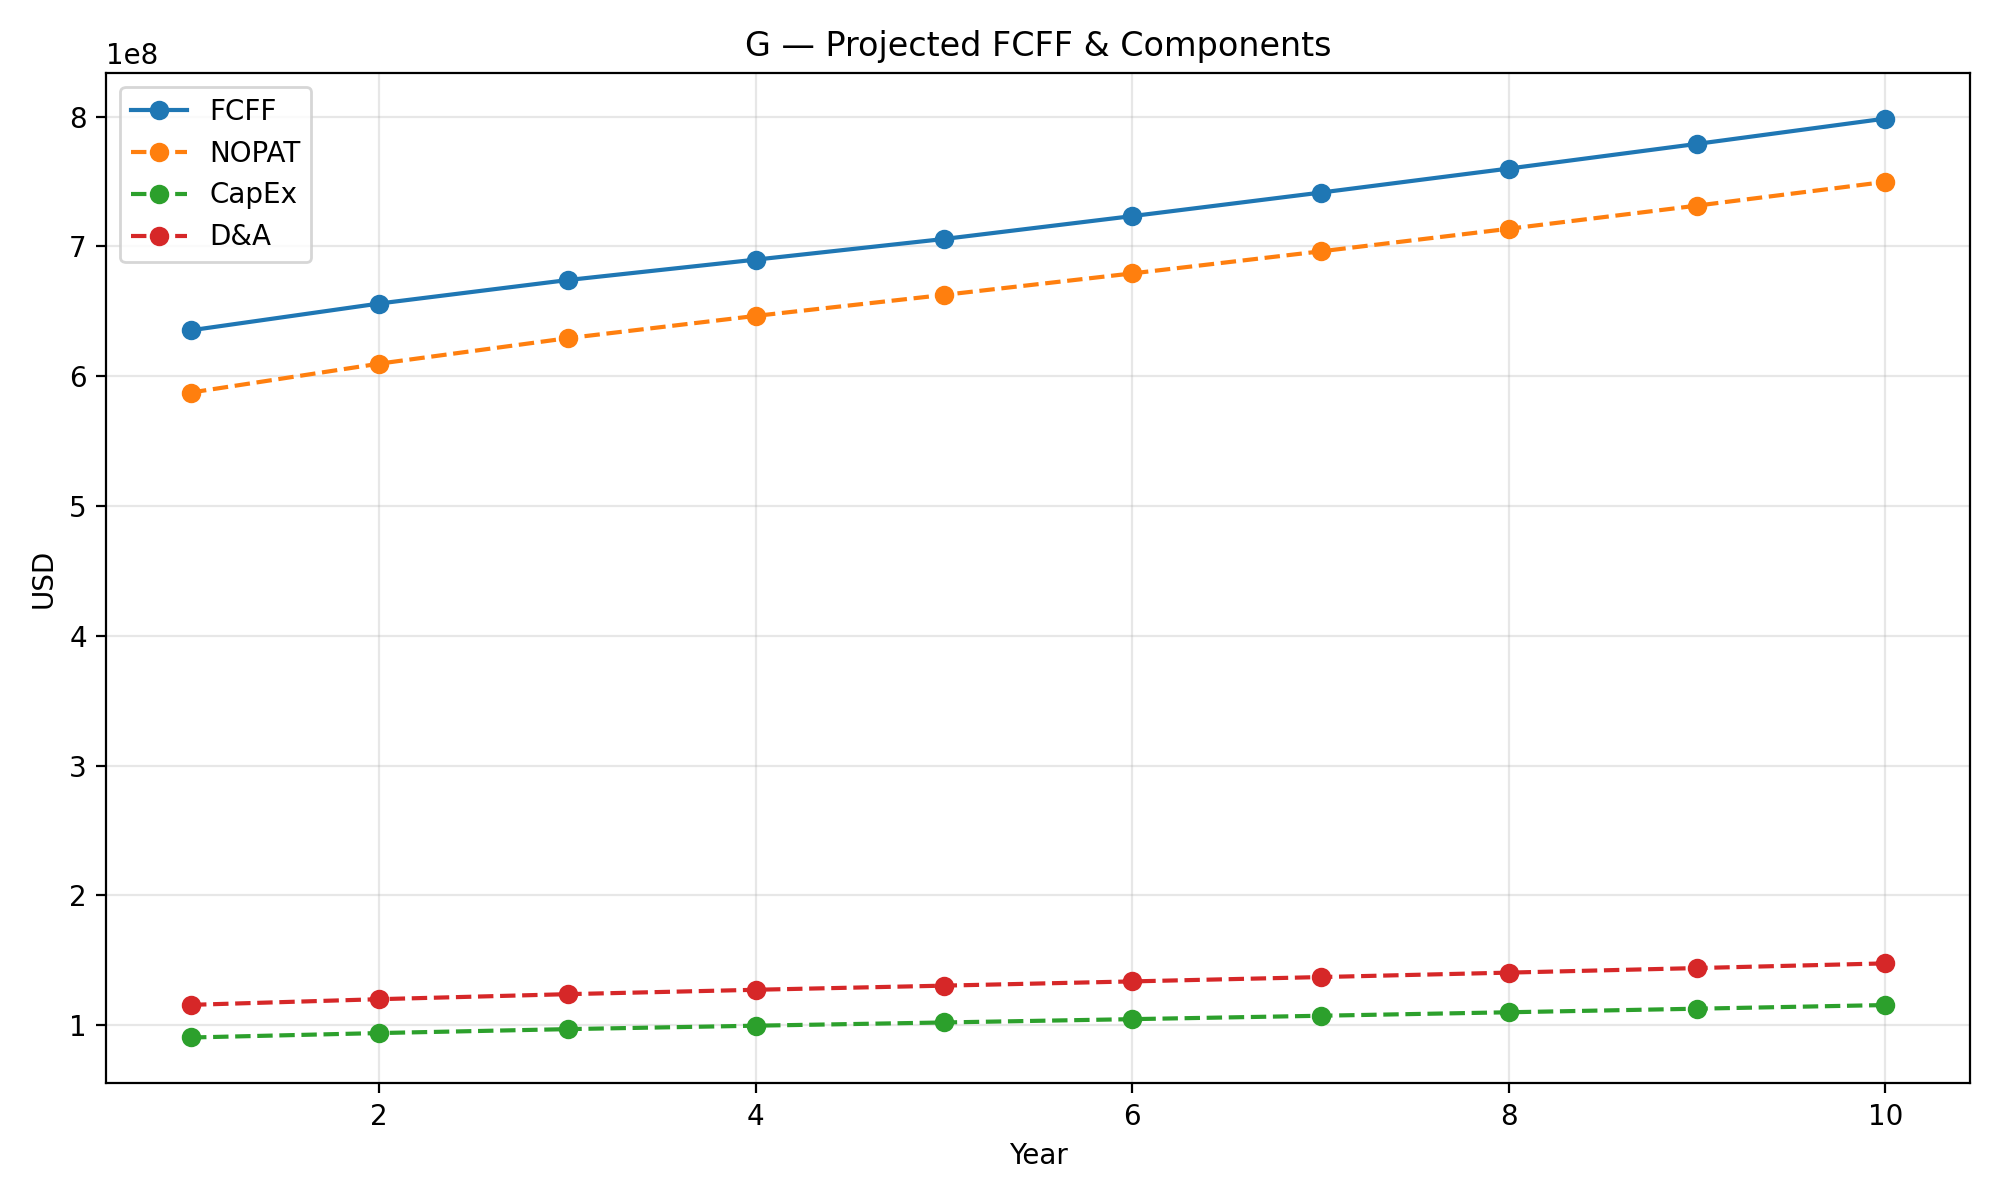 G — Projected FCFF & Components
1e8
FCFF
NOPAT
CapEx
D&A
8
7
6
5
4
3
2
1
USD
2 4 6 8 10
Year